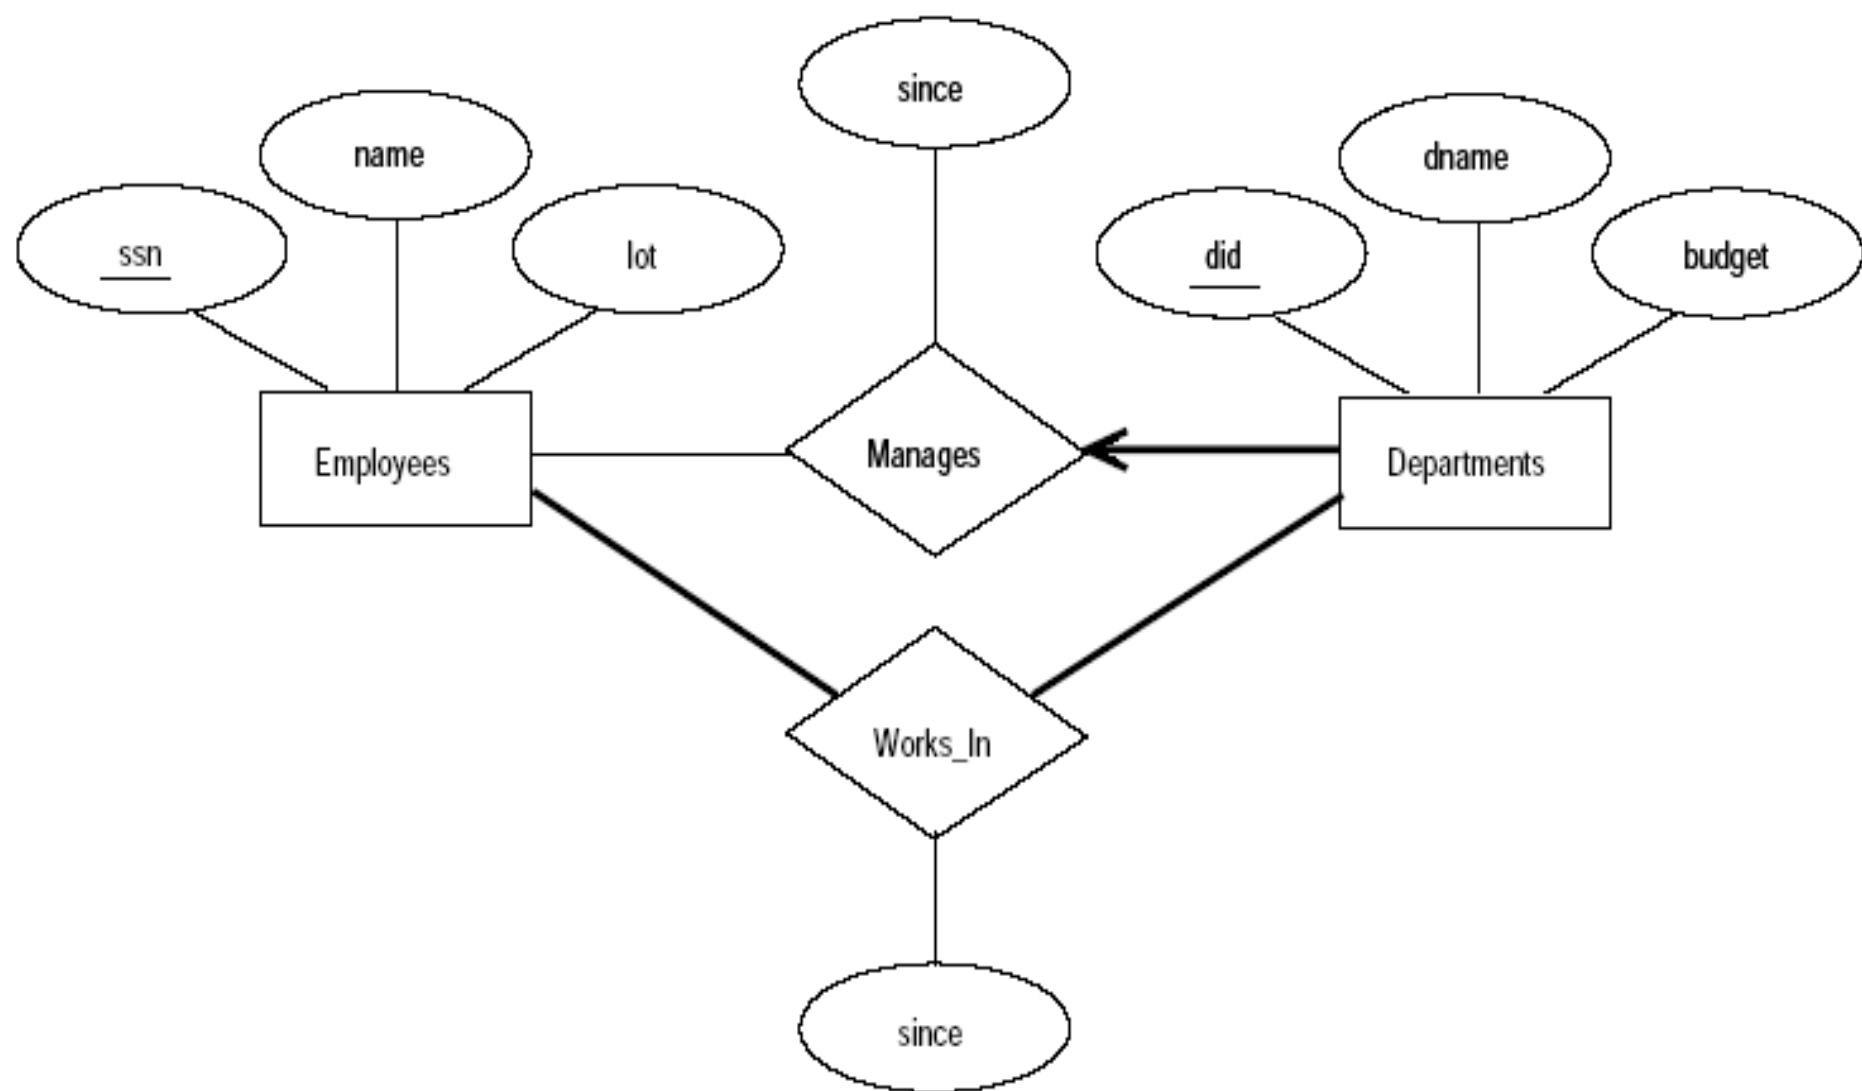 since
name
dname
ssn
lot
did
budget
Employees
Manages
Departments
Works_In
since